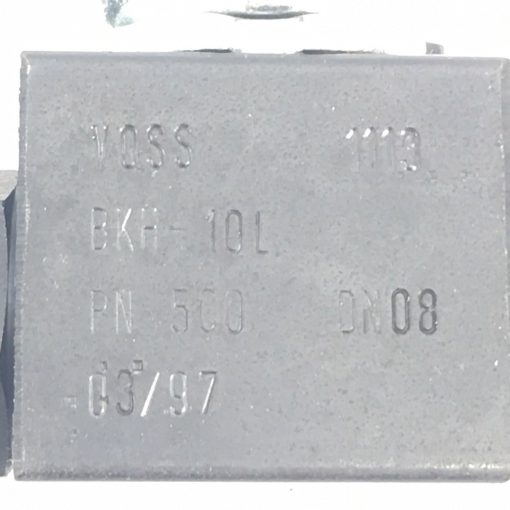 VOSS 1113
BKH-10L
PN 500 DN08
03/97